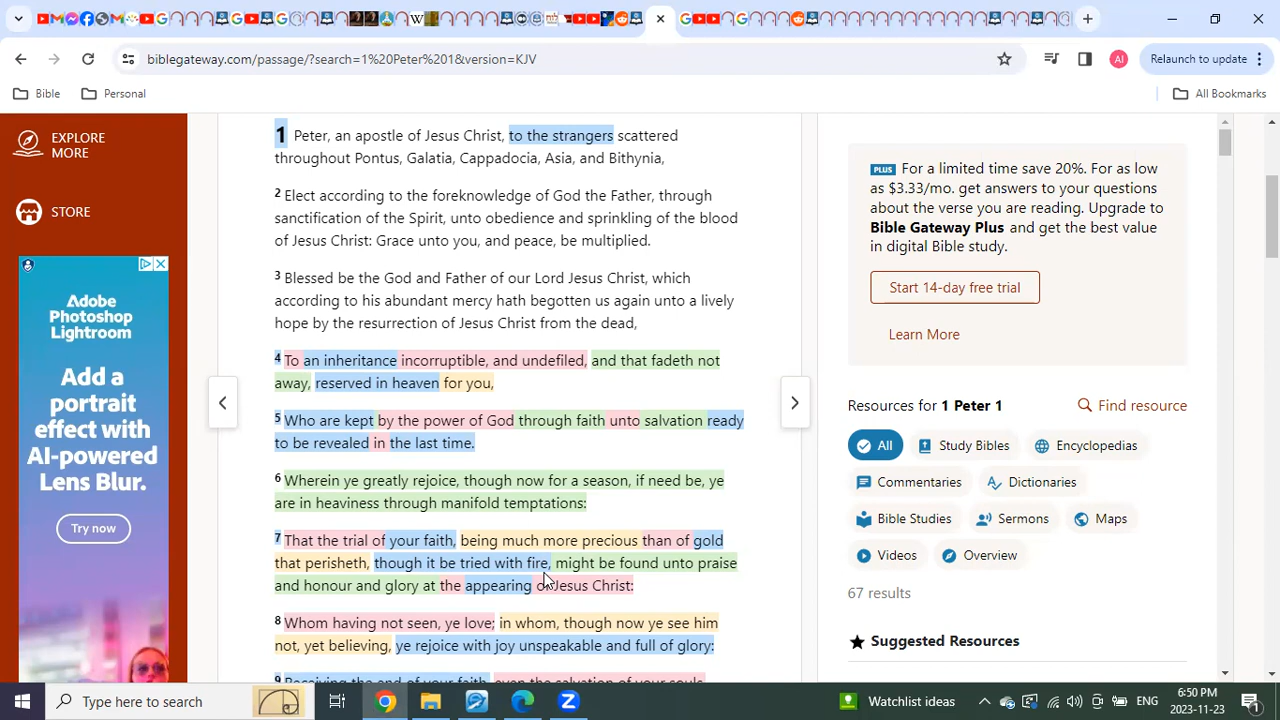 biblegateway.com/passage/?search=1%20Peter%201&version=KJV
AI
Relaunch to update
Bible
Personal
All Bookmarks
EXPLORE
MORE
STORE
Adobe
Photoshop
Lightroom
Add a
portrait
effect with
AI-powered
Lens Blur.
Try now
1 Peter, an apostle of Jesus Christ, to the strangers scattered
throughout Pontus, Galatia, Cappadocia, Asia, and Bithynia,
2 Elect according to the foreknowledge of God the Father, through
sanctification of the Spirit, unto obedience and sprinkling of the blood
of Jesus Christ: Grace unto you, and peace, be multiplied.
3 Blessed be the God and Father of our Lord Jesus Christ, which
according to his abundant mercy hath begotten us again unto a lively
hope by the resurrection of Jesus Christ from the dead,
4 To an inheritance incorruptible, and undefiled, and that fadeth not
away, reserved in heaven for you,
5 Who are kept by the power of God through faith unto salvation ready
to be revealed in the last time.
6 Wherein ye greatly rejoice, though now for a season, if need be, ye
are in heaviness through manifold temptations:
7 That the trial of your faith, being much more precious than of gold
that perisheth, though it be tried with fire, might be found unto praise
and honour and glory at the appearing of Jesus Christ:
8 Whom having not seen, ye love; in whom, though now ye see him
not, yet believing, ye rejoice with joy unspeakable and full of glory:
9 Receiving the end of your faith, even the salvation of your souls.
PLUS For a limited time save 20%. For as low
as $3.33/mo. get answers to your questions
about the verse you are reading. Upgrade to
Bible Gateway Plus and get the best value
in digital Bible study.
Start 14-day free trial
Learn More
Resources for 1 Peter 1
Find resource
All
Study Bibles
Encyclopedias
Commentaries
Dictionaries
Bible Studies
Sermons
Maps
Videos
Overview
67 results
Suggested Resources
Type here to search
Watchlist ideas
ENG
6:50 PM
2023-11-23